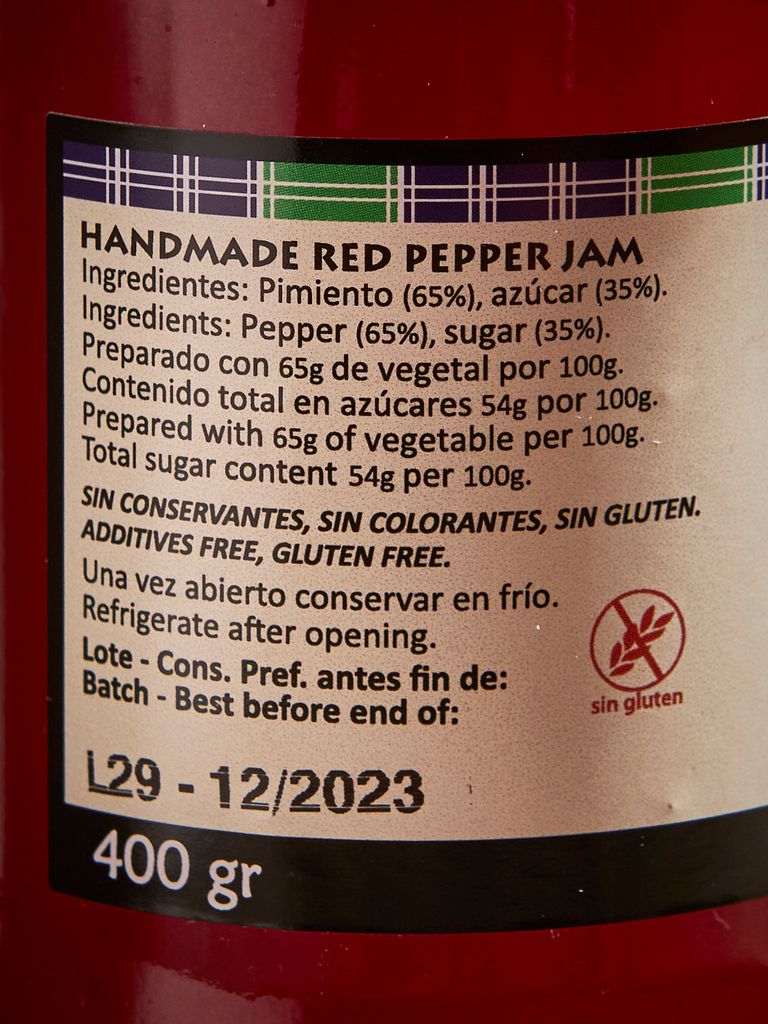 HANDMADE RED PEPPER JAM
Ingredientes: Pimiento (65%), azúcar (35%).
Ingredients: Pepper (65%), sugar (35%).
Preparado con 65g de vegetal por 100g.
Contenido total en azúcares 54g por 100g.
Prepared with 65g of vegetable per 100g.
Total sugar content 54g per 100g.
SIN CONSERVANTES, SIN COLORANTES, SIN GLUTEN.
ADDITIVES FREE, GLUTEN FREE.
Una vez abierto conservar en frío.
Refrigerate after opening.
Lote - Cons. Pref. antes fin de:
Batch - Best before end of:
sin gluten
L29 - 12/2023
400 gr